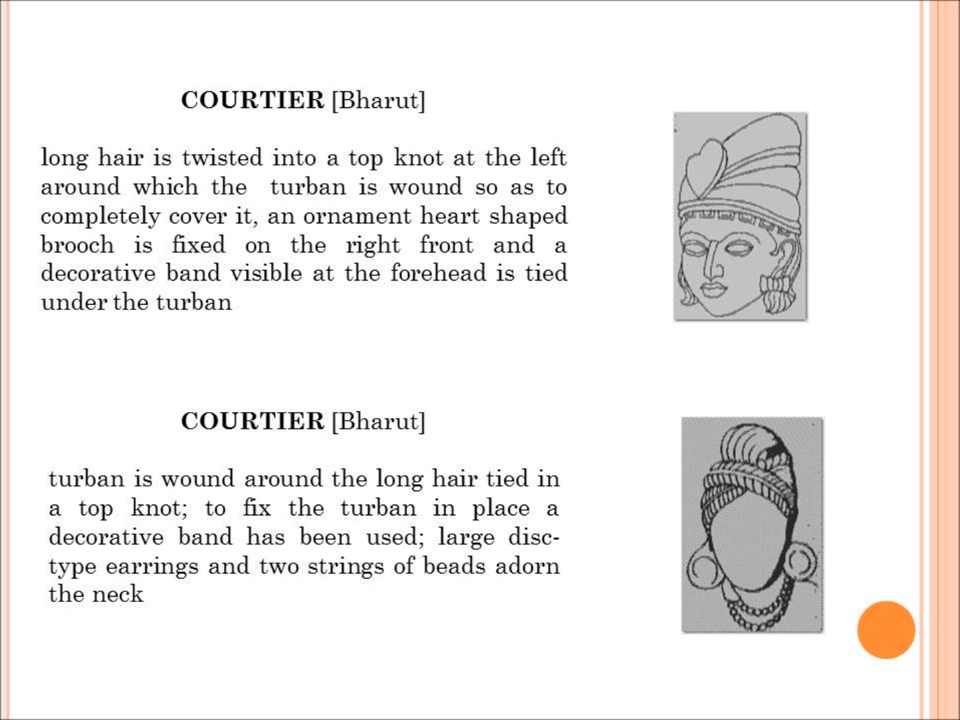 COURTIER [Bharut]
long hair is twisted into a top knot at the left
around which the turban is wound so as to
completely cover it, an ornament heart shaped
brooch is fixed on the right front and a
decorative band visible at the forehead is tied
under the turban
COURTIER [Bharut]
turban is wound around the long hair tied in
a top knot; to fix the turban in place a
decorative band has been used; large disc-
type earrings and two strings of beads adorn
the neck